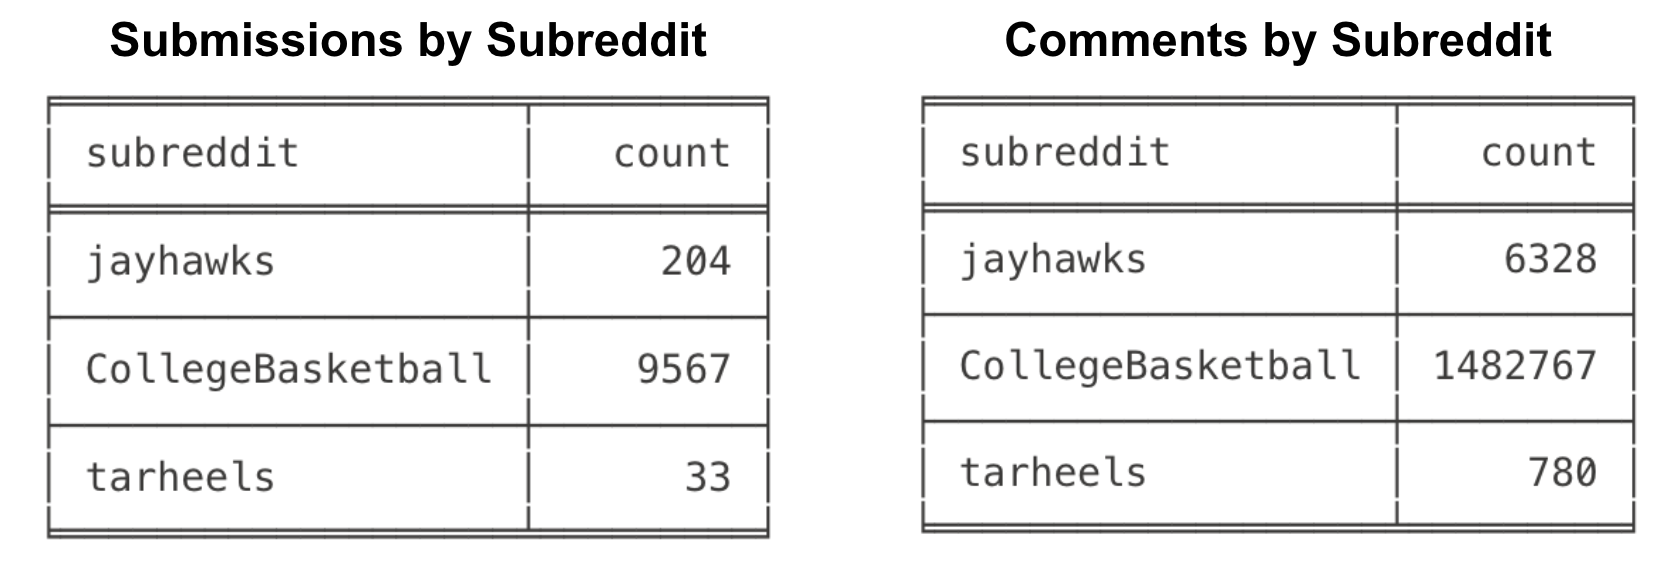 Submissions by Subreddit
subreddit count
jayhawks 204
CollegeBasketball 9567
tarheels 33
Comments by Subreddit
subreddit count
jayhawks 6328
CollegeBasketball 1482767
tarheels 780